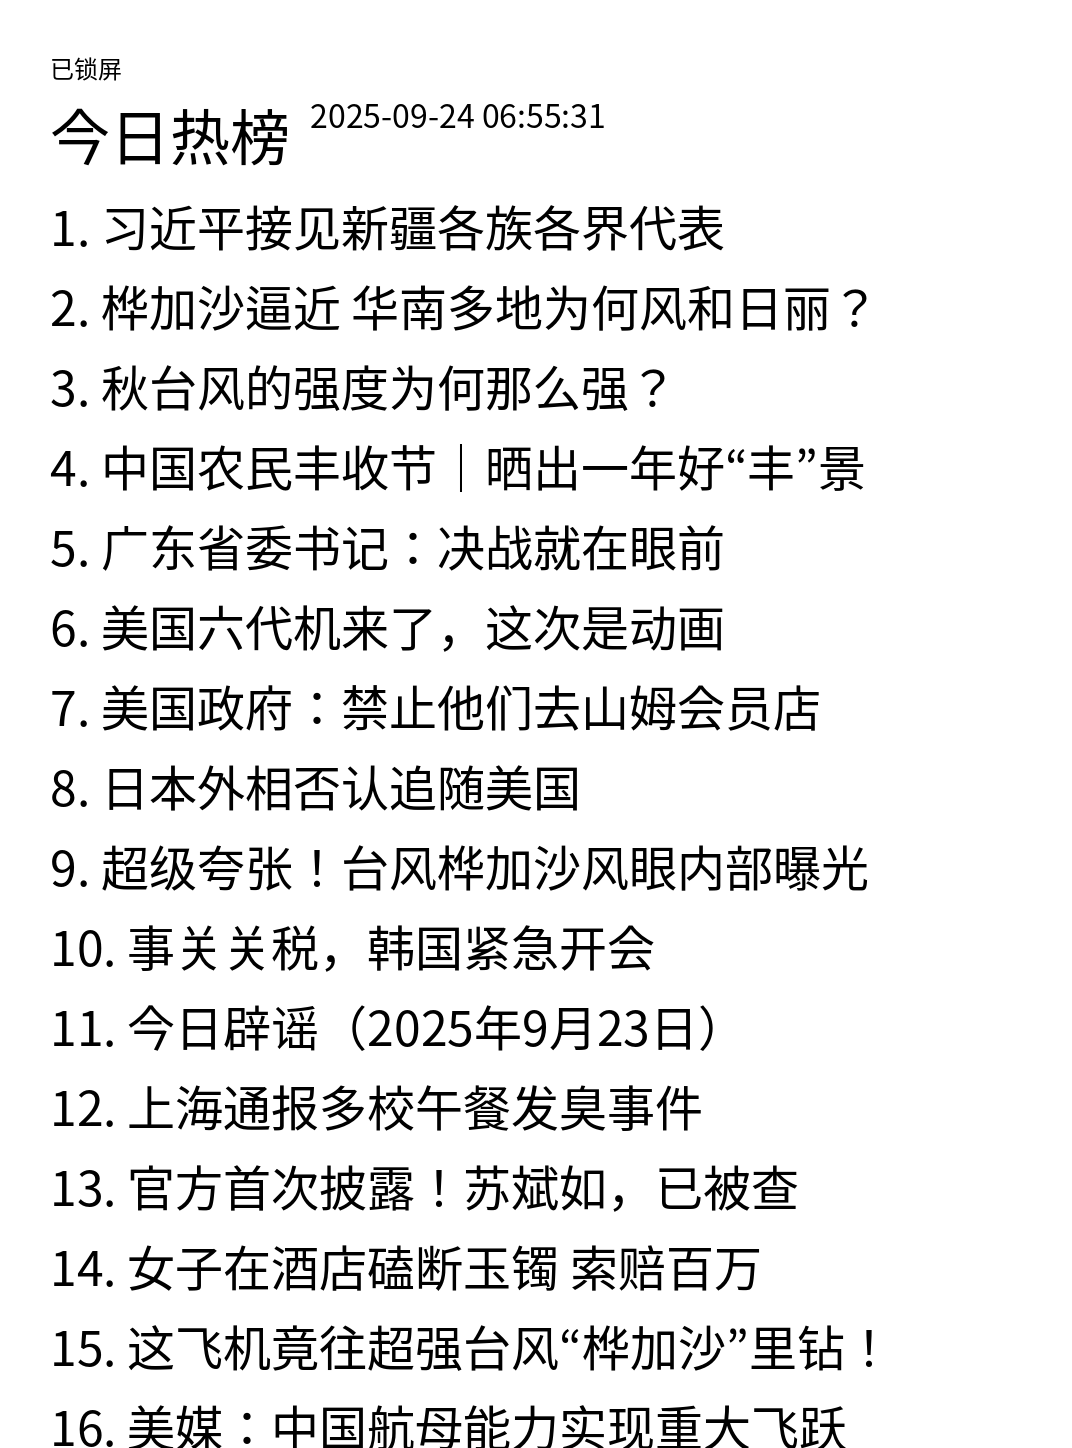 已锁屏
今日热榜 2025-09-24 06:55:31
1. 习近平接见新疆各族各界代表
2. 桦加沙逼近 华南多地为何风和日丽？
3. 秋台风的强度为何那么强？
4. 中国农民丰收节｜晒出一年好“丰”景
5. 广东省委书记：决战就在眼前
6. 美国六代机来了，这次是动画
7. 美国政府：禁止他们去山姆会员店
8. 日本外相否认追随美国
9. 超级夸张！台风桦加沙风眼内部曝光
10. 事关关税，韩国紧急开会
11. 今日辟谣（2025年9月23日）
12. 上海通报多校午餐发臭事件
13. 官方首次披露！苏斌如，已被查
14. 女子在酒店磕断玉镯 索赔百万
15. 这飞机竟往超强台风“桦加沙”里钻！
16. 美媒：中国航母能力实现重大飞跃